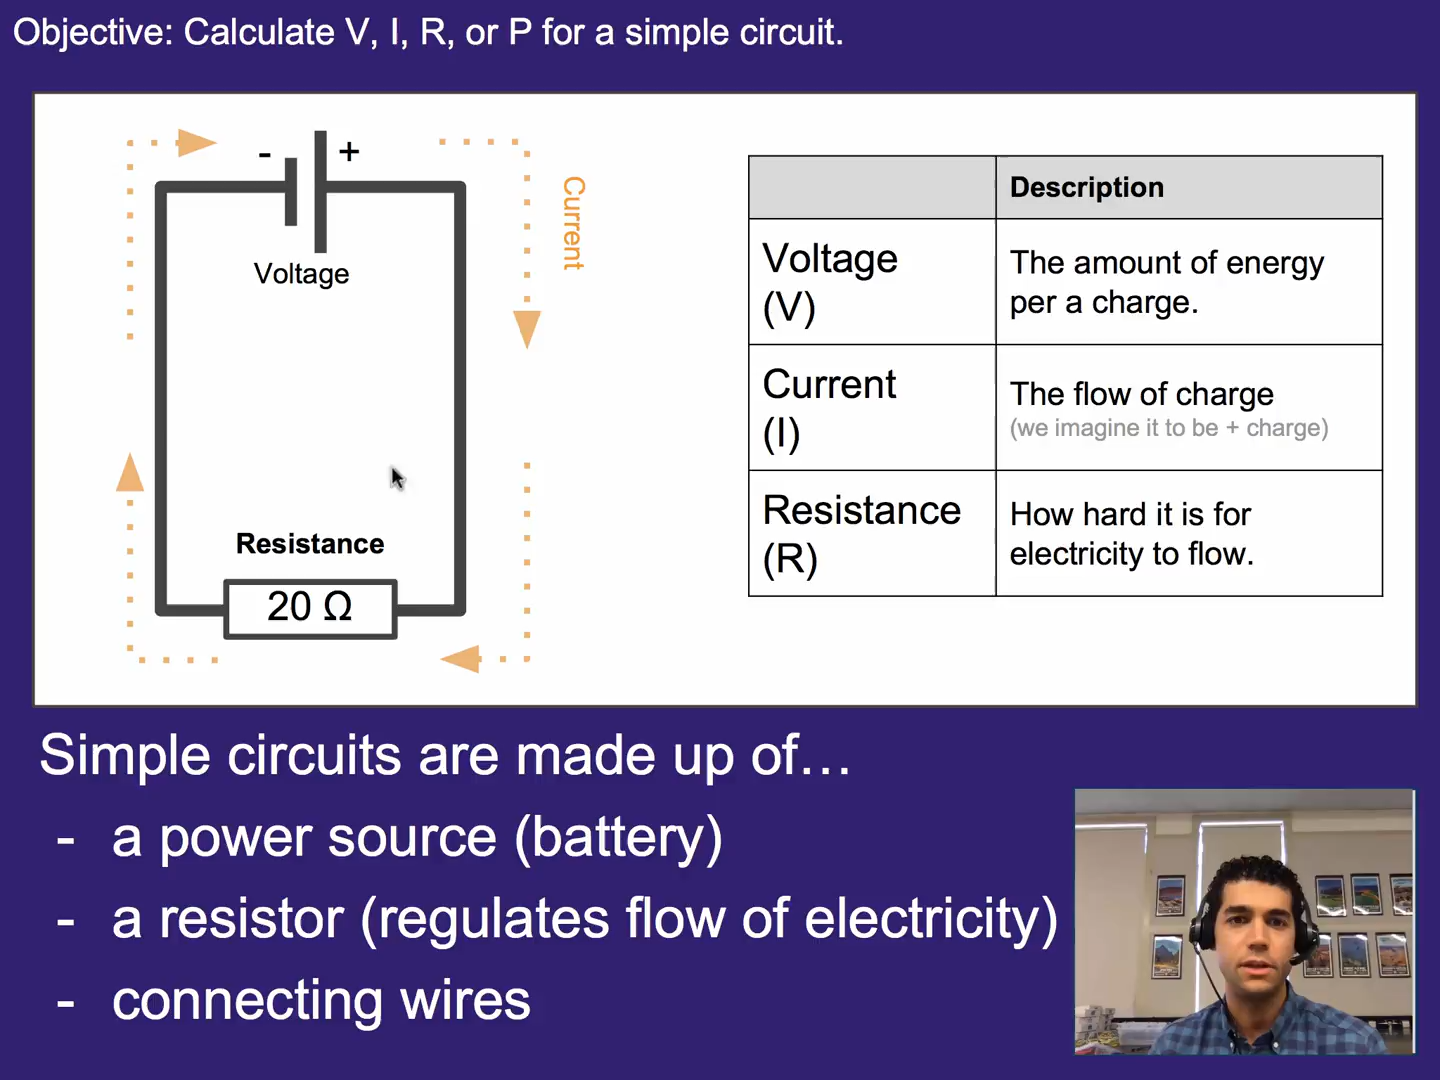 Objective: Calculate V, I, R, or P for a simple circuit.
- +
Voltage
Current
Resistance
20 Ω
Description
Voltage
(V)
The amount of energy
per a charge.
Current
(I)
The flow of charge
(we imagine it to be + charge)
Resistance
(R)
How hard it is for
electricity to flow.
Simple circuits are made up of…
- a power source (battery)
- a resistor (regulates flow of electricity)
- connecting wires